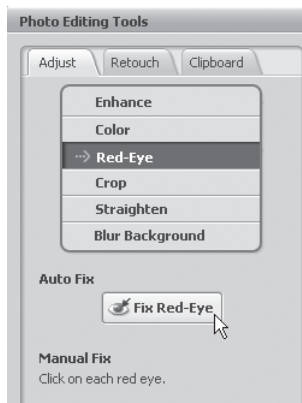 Photo Editing Tools
Adjust Retouch Clipboard
Enhance
Color
Red-Eye
Crop
Straighten
Blur Background
Auto Fix
Fix Red-Eye
Manual Fix
Click on each red eye.